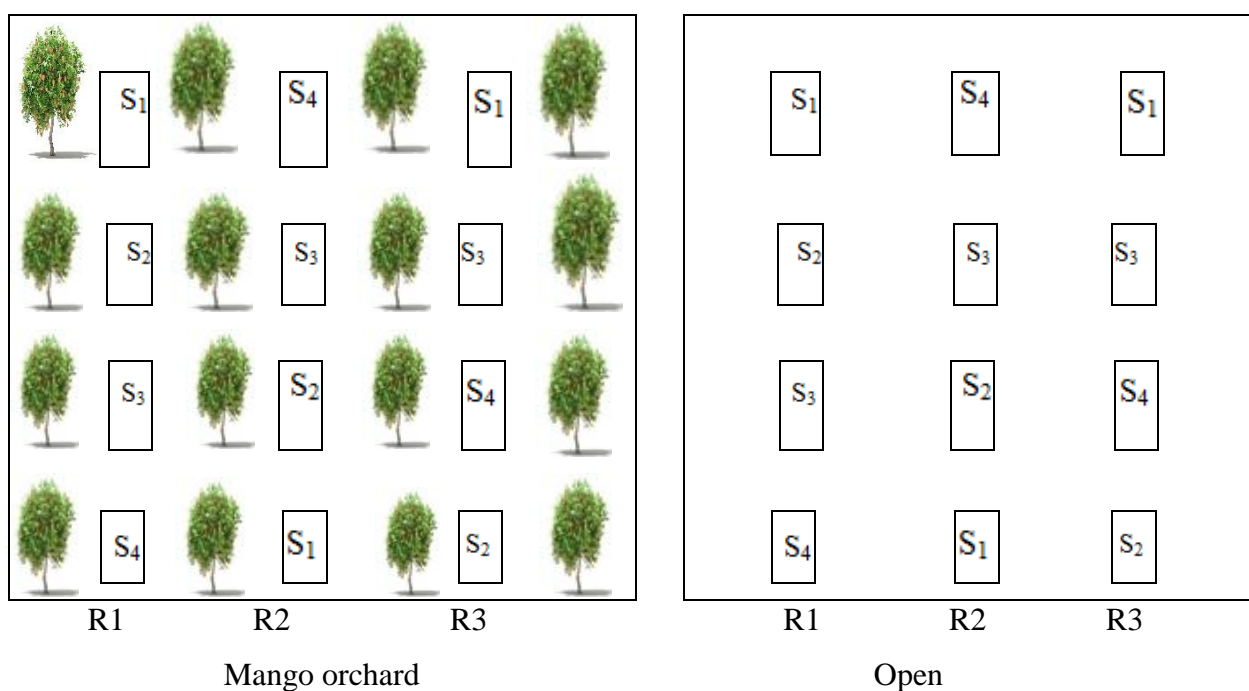 S₁ S₄ S₁ S₁ S₄ S₁
S₂ S₃ S₃ S₂ S₃ S₃
S₃ S₂ S₄ S₃ S₂ S₄
S₄ S₁ S₂ S₄ S₁ S₂
R1 R2 R3 R1 R2 R3
Mango orchard Open